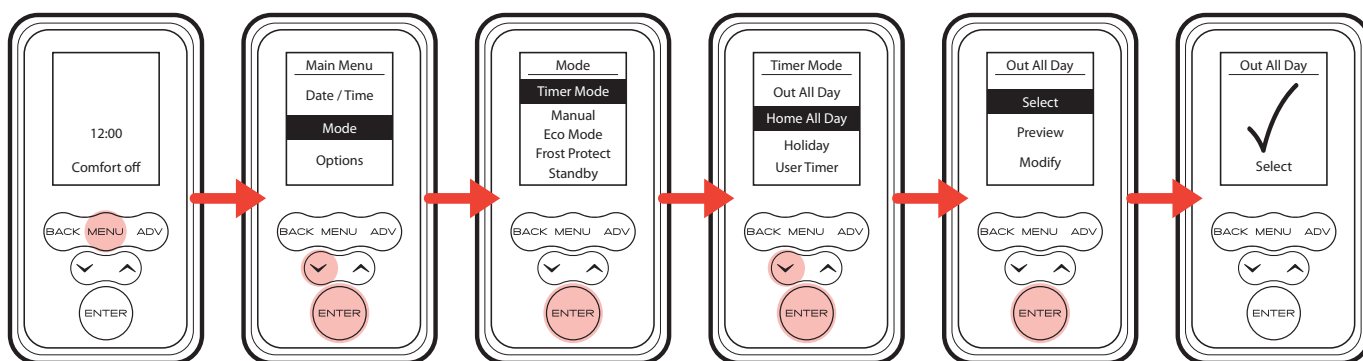 12:00
Comfort off
BACK MENU ADV
ENTER
Main Menu
Date / Time
Mode
Options
BACK MENU ADV
ENTER
Mode
Timer Mode
Manual
Eco Mode
Frost Protect
Standby
BACK MENU ADV
ENTER
Timer Mode
Out All Day
Home All Day
Holiday
User Timer
BACK MENU ADV
ENTER
Out All Day
Select
Preview
Modify
BACK MENU ADV
ENTER
Out All Day
Select
BACK MENU ADV
ENTER